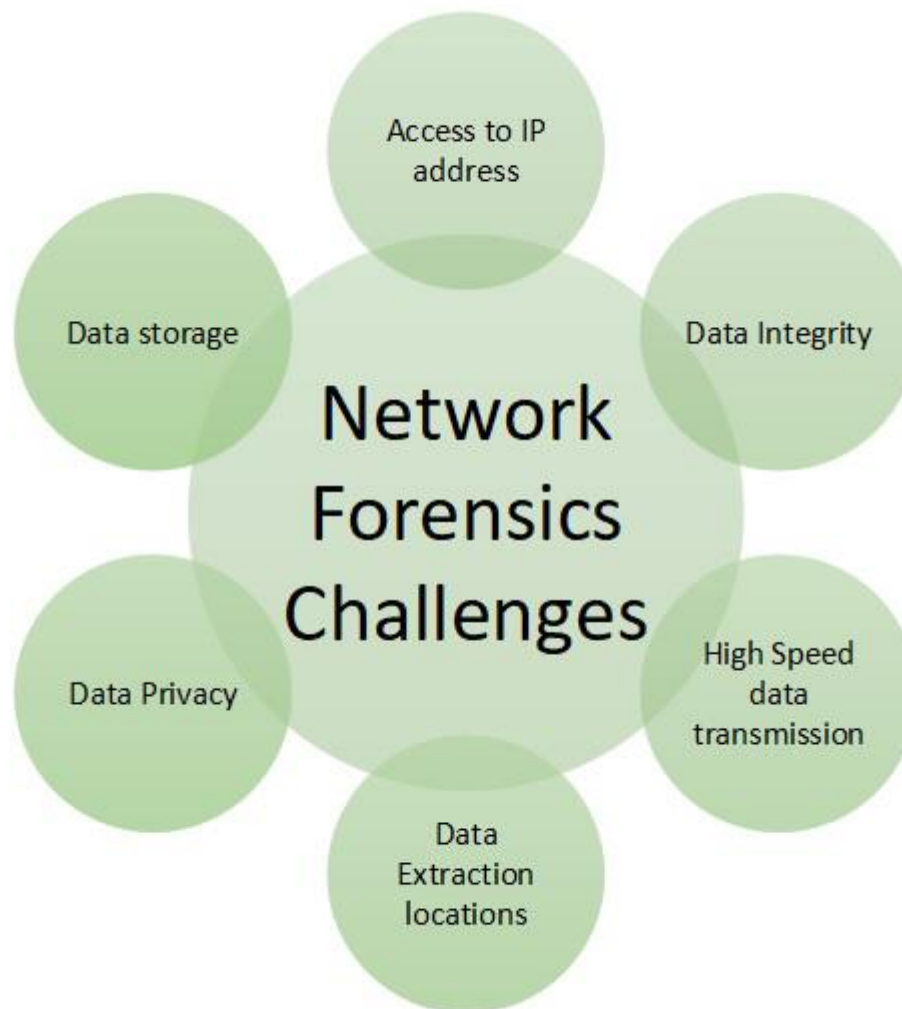 Access to IP
address
Data storage
Data Integrity
Network
Forensics
Challenges
Data Privacy
High Speed
data
transmission
Data
Extraction
locations